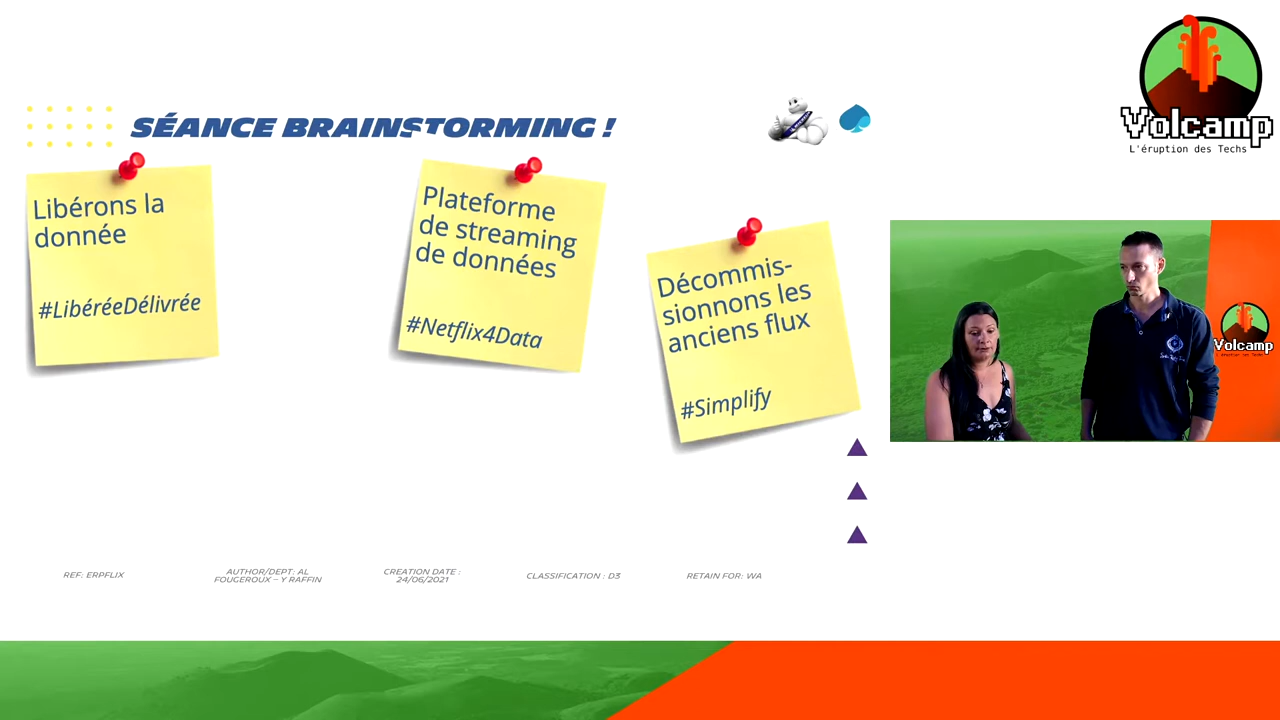 SÉANCE BRAINSTORMING !
Volcamp
L'éruption des Techs
Libérons la
donnée
#LibéréeDélivrée
Plateforme
de streaming
de données
#Netflix4Data
Décommis-
sionnons les
anciens flux
#Simplify
Volcamp
REF: ERPFLIX
AUTHOR/DEPT: AL
FOUGEROUX – Y RAFFIN
CREATION DATE :
24/06/2021
CLASSIFICATION : D3
RETAIN FOR: WA